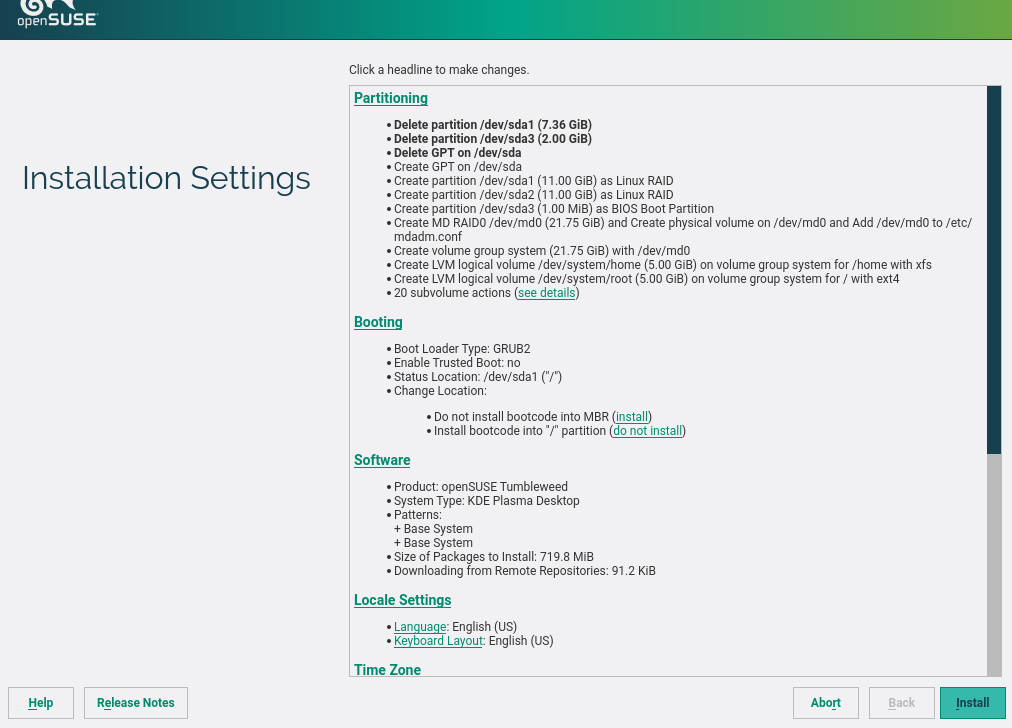 openSUSE
Click a headline to make changes.
Installation Settings
Partitioning
• Delete partition /dev/sda1 (7.36 GiB)
• Delete partition /dev/sda3 (2.00 GiB)
• Delete GPT on /dev/sda
• Create GPT on /dev/sda
• Create partition /dev/sda1 (11.00 GiB) as Linux RAID
• Create partition /dev/sda2 (11.00 GiB) as Linux RAID
• Create partition /dev/sda3 (1.00 MiB) as BIOS Boot Partition
• Create MD RAID0 /dev/md0 (21.75 GiB) and Create physical volume on /dev/md0 and Add /dev/md0 to /etc/
mdadm.conf
• Create volume group system (21.75 GiB) with /dev/md0
• Create LVM logical volume /dev/system/home (5.00 GiB) on volume group system for /home with xfs
• Create LVM logical volume /dev/system/root (5.00 GiB) on volume group system for / with ext4
• 20 subvolume actions (see details)
Booting
• Boot Loader Type: GRUB2
• Enable Trusted Boot: no
• Status Location: /dev/sda1 ("/")
• Change Location:
• Do not install bootcode into MBR (install)
• Install bootcode into "/" partition (do not install)
Software
• Product: openSUSE Tumbleweed
• System Type: KDE Plasma Desktop
• Patterns:
+ Base System
+ Base System
• Size of Packages to Install: 719.8 MiB
• Downloading from Remote Repositories: 91.2 KiB
Locale Settings
• Language: English (US)
• Keyboard Layout: English (US)
Time Zone
Help
Release Notes
Abort
Back
Install